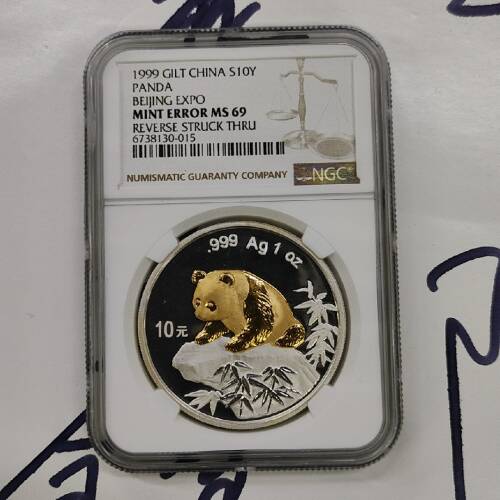 1999 GILT CHINA S10Y
PANDA
BEIJING EXPO
MINT ERROR MS 69
REVERSE STRUCK THRU
6738130-015
NUMISMATIC GUARANTY COMPANY
NGC
.999 Ag 1 oz
10元